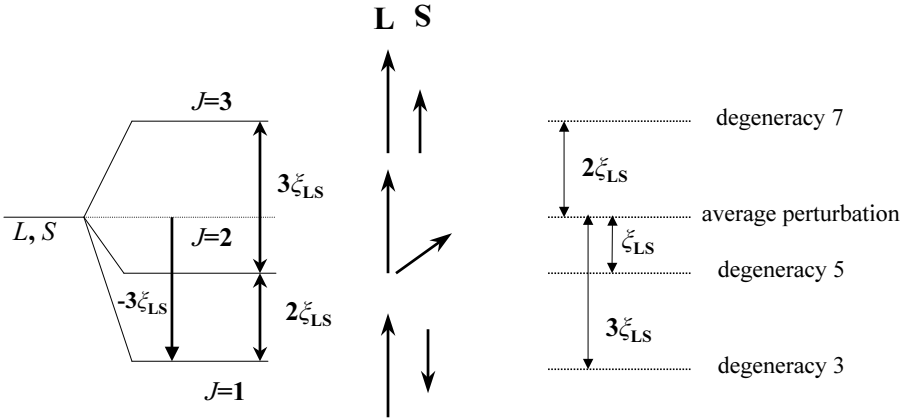 L S
J=3
degeneracy 7
3ξLS
2ξLS
L, S
J=2
average perturbation
ξLS
degeneracy 5
-3ξLS
2ξLS
3ξLS
degeneracy 3
J=1